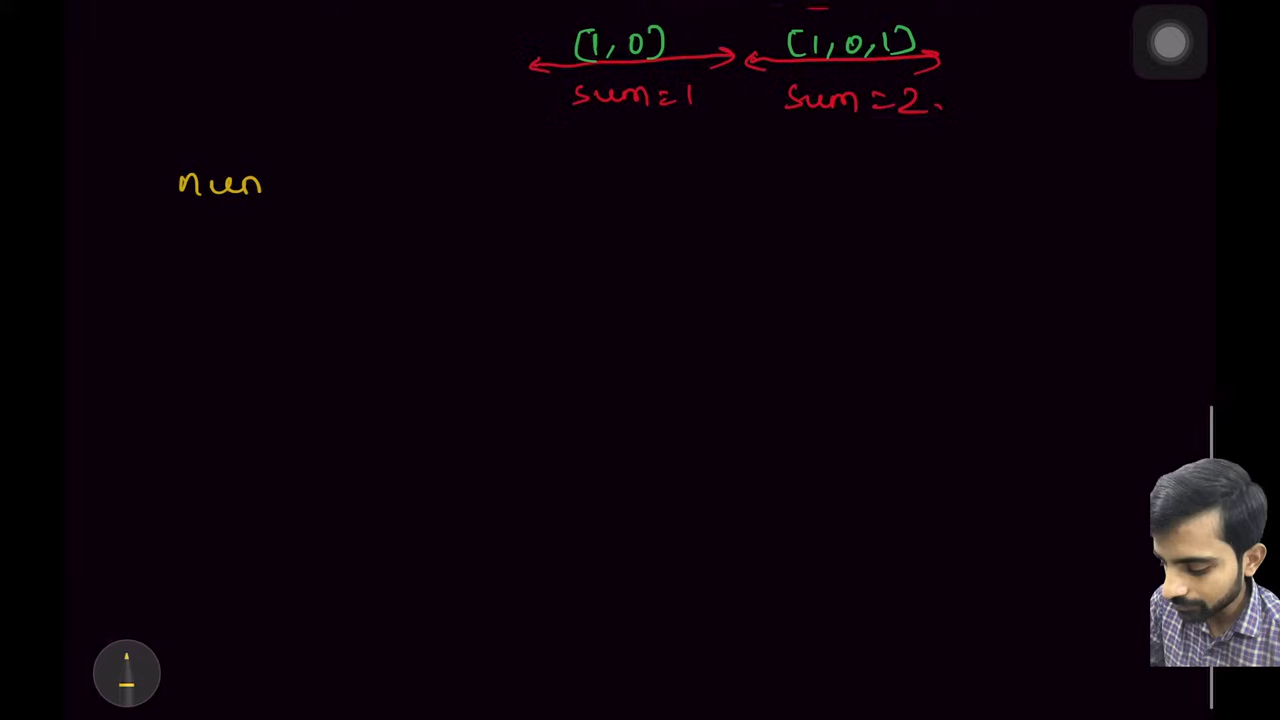 [1, 0] [1, 0, 1]
sum = 1 sum = 2.
nun